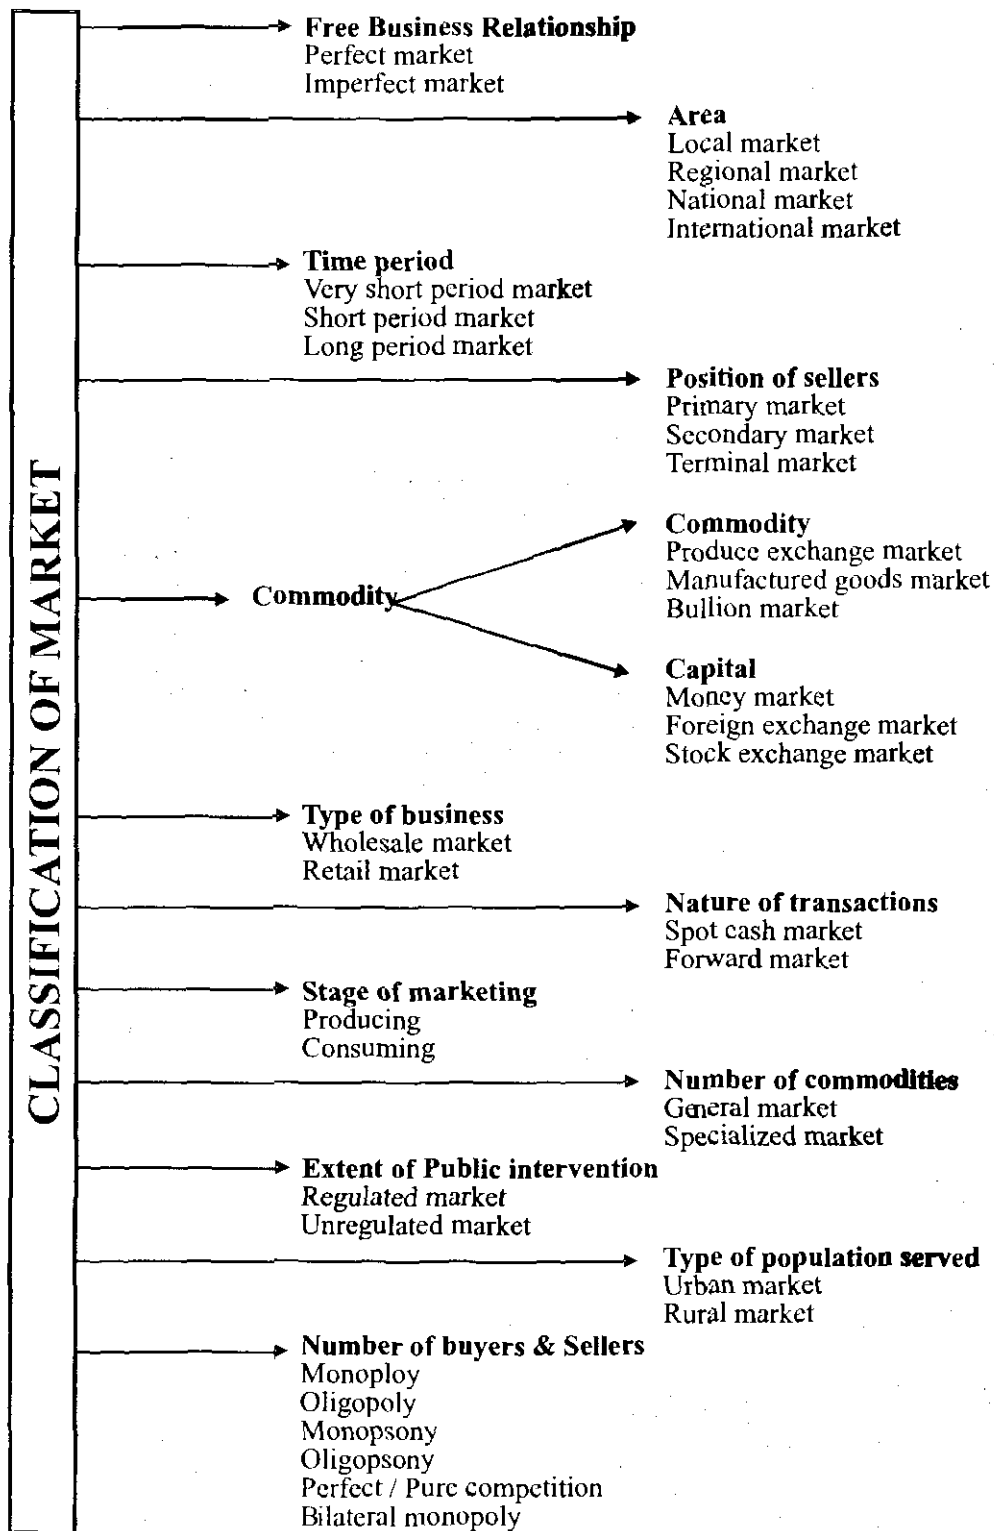 CLASSIFICATION OF MARKET
Free Business Relationship
Perfect market
Imperfect market
Area
Local market
Regional market
National market
International market
Time period
Very short period market
Short period market
Long period market
Position of sellers
Primary market
Secondary market
Terminal market
Commodity
Commodity
Produce exchange market
Manufactured goods market
Bullion market
Capital
Money market
Foreign exchange market
Stock exchange market
Type of business
Wholesale market
Retail market
Nature of transactions
Spot cash market
Forward market
Stage of marketing
Producing
Consuming
Number of commodities
General market
Specialized market
Extent of Public intervention
Regulated market
Unregulated market
Type of population served
Urban market
Rural market
Number of buyers & Sellers
Monoploy
Oligopoly
Monopsony
Oligopsony
Perfect / Pure competition
Bilateral monopoly